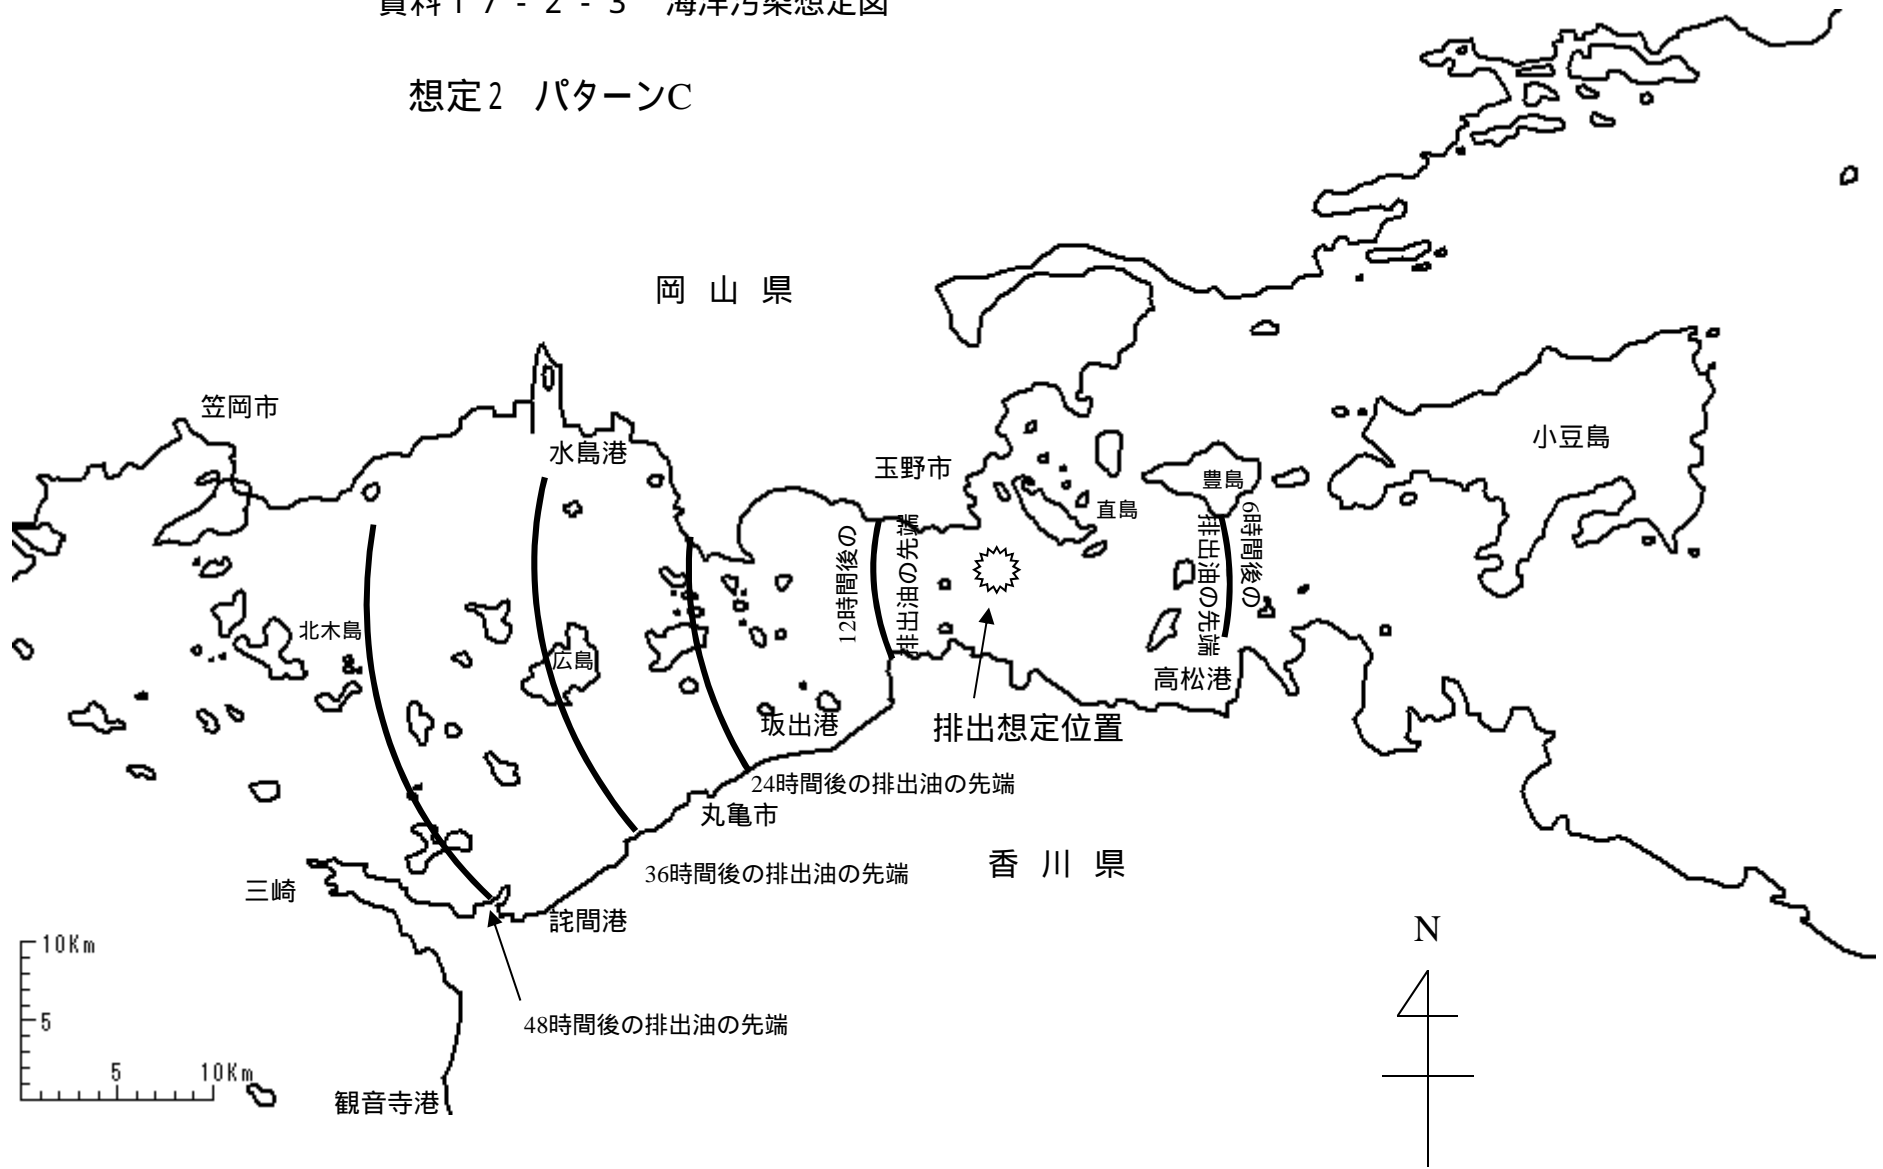 資料１７－２－３　海洋汚染想定図
想定２　パターンC
岡山県
笠岡市
水島港
玉野市
豊島
直島
小豆島
12時間後の
排出油の先端
6時間後の
排出油の先端
北木島
広島
高松港
坂出港
排出想定位置
24時間後の排出油の先端
丸亀市
36時間後の排出油の先端
香川県
三崎
詫間港
48時間後の排出油の先端
観音寺港
10Km
5
5
10Km
N